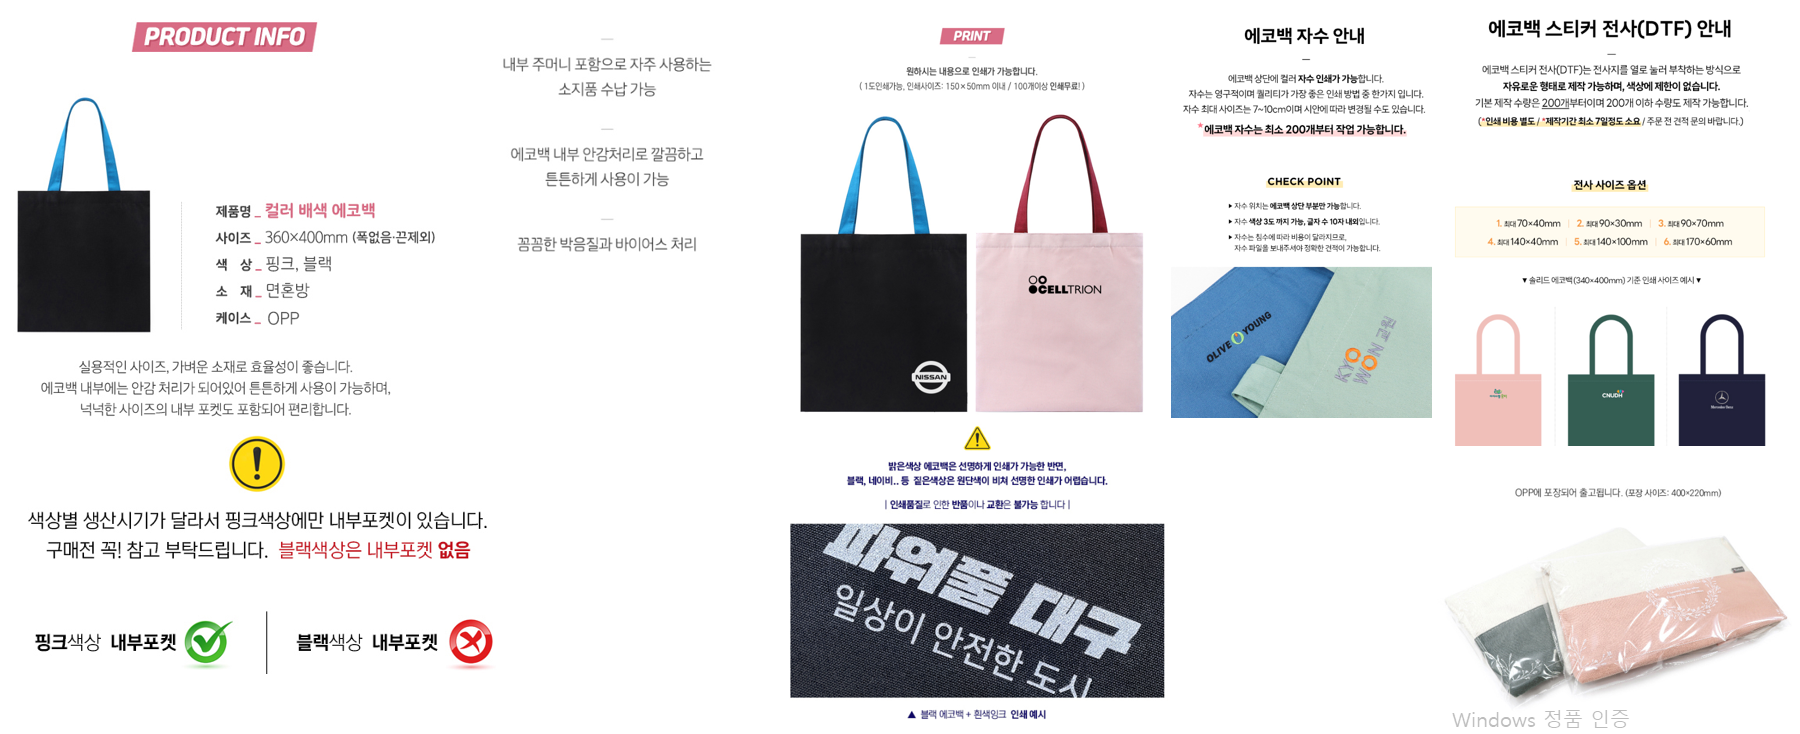 PRODUCT INFO
제품명 _ 컬러 배색 에코백
사이즈 _ 360×400mm (폭없음·끈제외)
색 상 _ 핑크, 블랙
소 재 _ 면혼방
케이스 _ OPP
실용적인 사이즈, 가벼운 소재로 효율성이 좋습니다.
에코백 내부에는 안감 처리가 되어있어 튼튼하게 사용이 가능하며,
넉넉한 사이즈의 내부 포켓도 포함되어 편리합니다.
색상별 생산시기가 달라서 핑크색상에만 내부포켓이 있습니다.
구매전 꼭! 참고 부탁드립니다. 블랙색상은 내부포켓 없음
핑크색상 내부포켓
블랙색상 내부포켓
내부 주머니 포함으로 자주 사용하는
소지품 수납 가능
에코백 내부 안감처리로 깔끔하고
튼튼하게 사용이 가능
꼼꼼한 박음질과 바이어스 처리
PRINT
원하시는 내용으로 인쇄가 가능합니다.
( 1도인쇄가능, 인쇄사이즈: 150×50mm 이내 / 100개이상 인쇄무료! )
NISSAN
CELLTRION
밝은색상 에코백은 선명하게 인쇄가 가능한 반면,
블랙, 네이비.. 등 짙은색상은 원단색이 비쳐 선명한 인쇄가 어렵습니다.
| 인쇄품질로 인한 반품이나 교환은 불가능 합니다 |
파워풀 대구
일상이 안전한 도시
▲ 블랙 에코백 + 흰색잉크 인쇄 예시
에코백 자수 안내
에코백 상단에 컬러 자수 인쇄가 가능합니다.
자수는 영구적이며 퀄리티가 가장 좋은 인쇄 방법 중 한가지 입니다.
자수 최대 사이즈는 7~10cm이며 시안에 따라 변경될 수도 있습니다.
*에코백 자수는 최소 200개부터 작업 가능합니다.
CHECK POINT
▶ 자수 위치는 에코백 상단 부분만 가능합니다.
▶ 자수 색상 3도 까지 가능, 글자 수 10자 내외입니다.
▶ 자수는 침수에 따라 비용이 달라지므로,
자수 파일을 보내주셔야 정확한 견적이 가능합니다.
OLIVE YOUNG
KYOWON 교원
에코백 스티커 전사(DTF) 안내
에코백 스티커 전사(DTF)는 전사지를 열로 눌러 부착하는 방식으로
자유로운 형태로 제작 가능하며, 색상에 제한이 없습니다.
기본 제작 수량은 200개부터이며 200개 이하 수량도 제작 가능합니다.
(*인쇄 비용 별도 / *제작기간 최소 7일정도 소요 / 주문 전 견적 문의 바랍니다.)
전사 사이즈 옵션
1. 최대 70×40mm | 2. 최대 90×30mm | 3. 최대 90×70mm
4. 최대 140×40mm | 5. 최대 140×100mm | 6. 최대 170×60mm
▼ 솔리드 에코백(340×400mm) 기준 인쇄 사이즈 예시 ▼
CNUDH
Mercedes-Benz
OPP에 포장되어 출고됩니다. (포장 사이즈: 400×220mm)
Windows 정품 인증